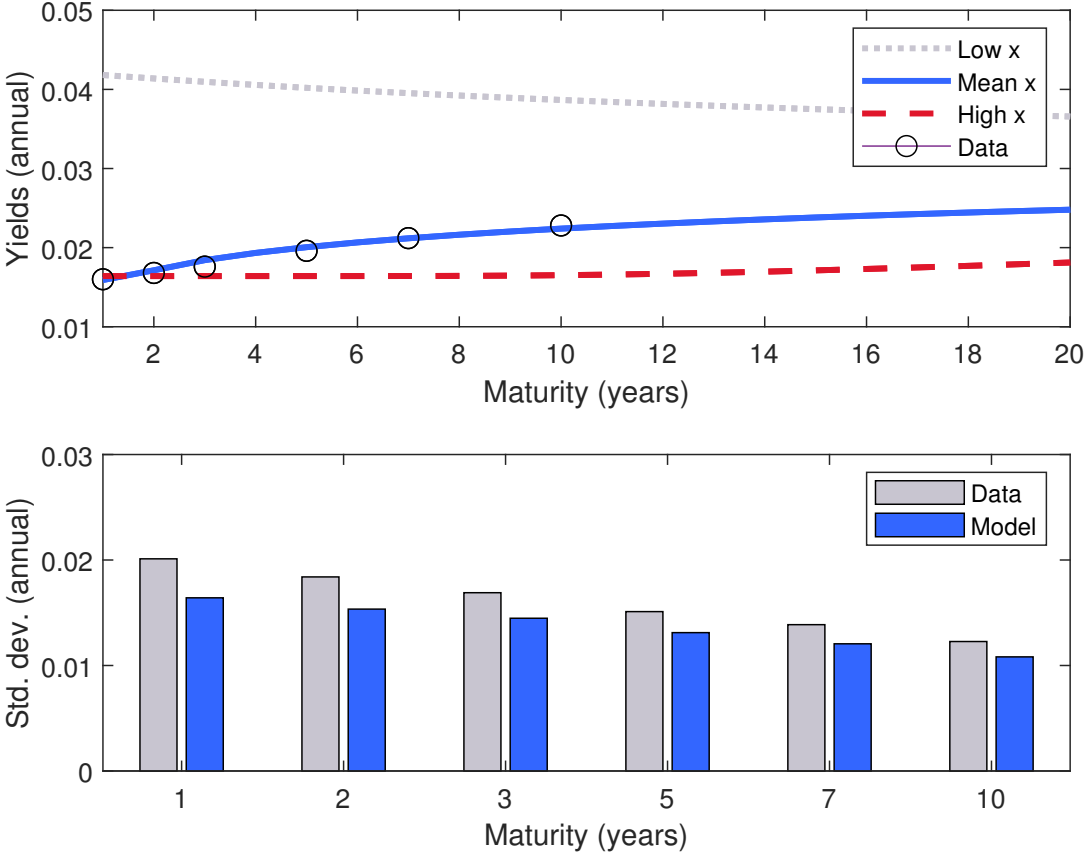 0.05
0.04
0.03
0.02
0.01
Yields (annual)
Low x
Mean x
High x
Data
2 4 6 8 10 12 14 16 18 20
Maturity (years)
0.03
0.02
0.01
0
Std. dev. (annual)
Data
Model
1 2 3 5 7 10
Maturity (years)